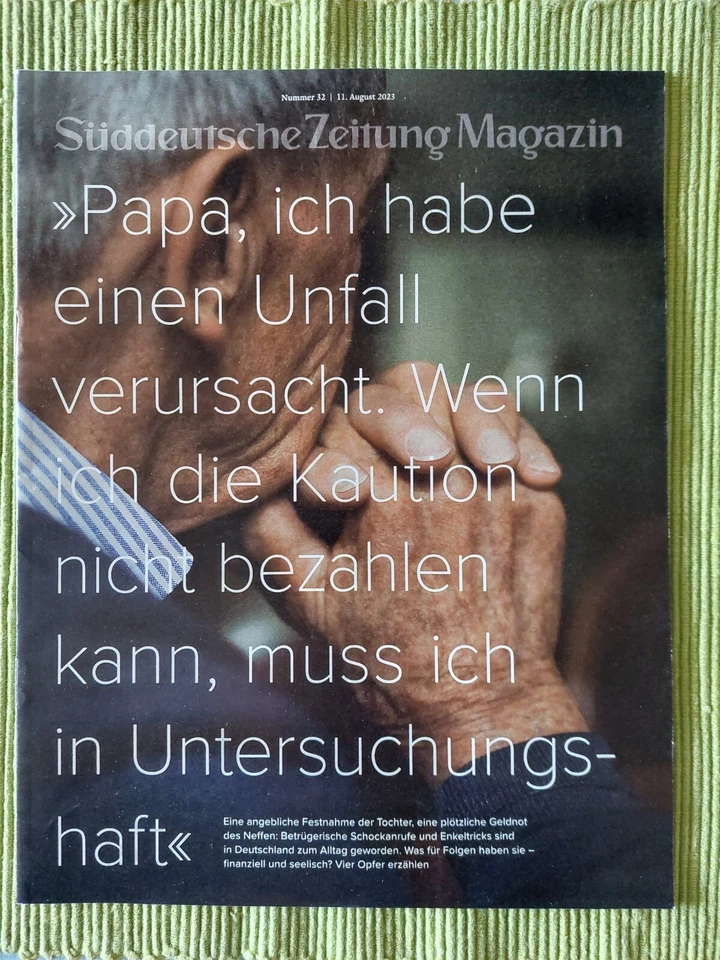 Nummer 32 | 11. August 2023
Süddeutsche Zeitung Magazin
»Papa, ich habe
einen Unfall
verursacht. Wenn
ich die Kaution
nicht bezahlen
kann, muss ich
in Untersuchungs-
haft«
Eine angebliche Festnahme der Tochter, eine plötzliche Geldnot
des Neffen: Betrügerische Schockanrufe und Enkeltricks sind
in Deutschland zum Alltag geworden. Was für Folgen haben sie –
finanziell und seelisch? Vier Opfer erzählen